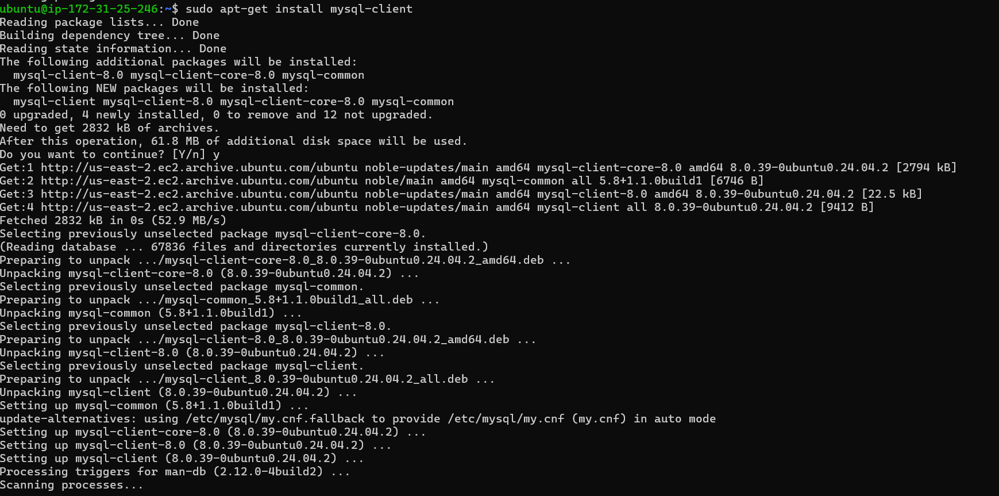 ubuntu@ip-172-31-25-246:~$ sudo apt-get install mysql-client
Reading package lists... Done
Building dependency tree... Done
Reading state information... Done
The following additional packages will be installed:
  mysql-client-8.0 mysql-client-core-8.0 mysql-common
The following NEW packages will be installed:
  mysql-client mysql-client-8.0 mysql-client-core-8.0 mysql-common
0 upgraded, 4 newly installed, 0 to remove and 12 not upgraded.
Need to get 2832 kB of archives.
After this operation, 61.8 MB of additional disk space will be used.
Do you want to continue? [Y/n] y
Get:1 http://us-east-2.ec2.archive.ubuntu.com/ubuntu noble-updates/main amd64 mysql-client-core-8.0 amd64 8.0.39-0ubuntu0.24.04.2 [2794 kB]
Get:2 http://us-east-2.ec2.archive.ubuntu.com/ubuntu noble/main amd64 mysql-common all 5.8+1.1.0build1 [6746 B]
Get:3 http://us-east-2.ec2.archive.ubuntu.com/ubuntu noble-updates/main amd64 mysql-client-8.0 amd64 8.0.39-0ubuntu0.24.04.2 [22.5 kB]
Get:4 http://us-east-2.ec2.archive.ubuntu.com/ubuntu noble-updates/main amd64 mysql-client all 8.0.39-0ubuntu0.24.04.2 [9412 B]
Fetched 2832 kB in 0s (52.9 MB/s)
Selecting previously unselected package mysql-client-core-8.0.
(Reading database ... 67836 files and directories currently installed.)
Preparing to unpack .../mysql-client-core-8.0_8.0.39-0ubuntu0.24.04.2_amd64.deb ...
Unpacking mysql-client-core-8.0 (8.0.39-0ubuntu0.24.04.2) ...
Selecting previously unselected package mysql-common.
Preparing to unpack .../mysql-common_5.8+1.1.0build1_all.deb ...
Unpacking mysql-common (5.8+1.1.0build1) ...
Selecting previously unselected package mysql-client-8.0.
Preparing to unpack .../mysql-client-8.0_8.0.39-0ubuntu0.24.04.2_amd64.deb ...
Unpacking mysql-client-8.0 (8.0.39-0ubuntu0.24.04.2) ...
Selecting previously unselected package mysql-client.
Preparing to unpack .../mysql-client_8.0.39-0ubuntu0.24.04.2_all.deb ...
Unpacking mysql-client (8.0.39-0ubuntu0.24.04.2) ...
Setting up mysql-common (5.8+1.1.0build1) ...
update-alternatives: using /etc/mysql/my.cnf.fallback to provide /etc/mysql/my.cnf (my.cnf) in auto mode
Setting up mysql-client-core-8.0 (8.0.39-0ubuntu0.24.04.2) ...
Setting up mysql-client-8.0 (8.0.39-0ubuntu0.24.04.2) ...
Setting up mysql-client (8.0.39-0ubuntu0.24.04.2) ...
Processing triggers for man-db (2.12.0-4build2) ...
Scanning processes...